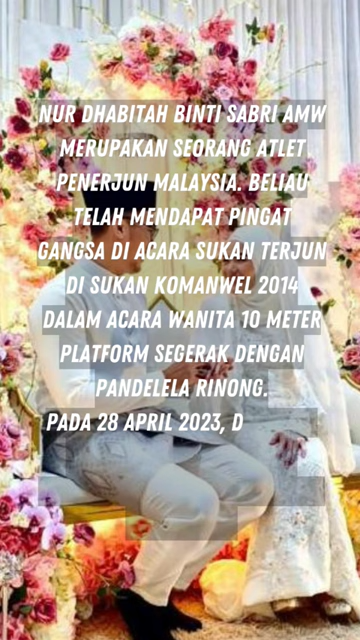 NUR DHABITAH BINTI SABRI AMW
MERUPAKAN SEORANG ATLET
PENERJUN MALAYSIA. BELIAU
TELAH MENDAPAT PINGAT
GANGSA DI ACARA SUKAN TERJUN
DI SUKAN KOMANWEL 2014
DALAM ACARA WANITA 10 METER
PLATFORM SEGERAK DENGAN
PANDELELA RINONG.
PADA 28 APRIL 2023, D